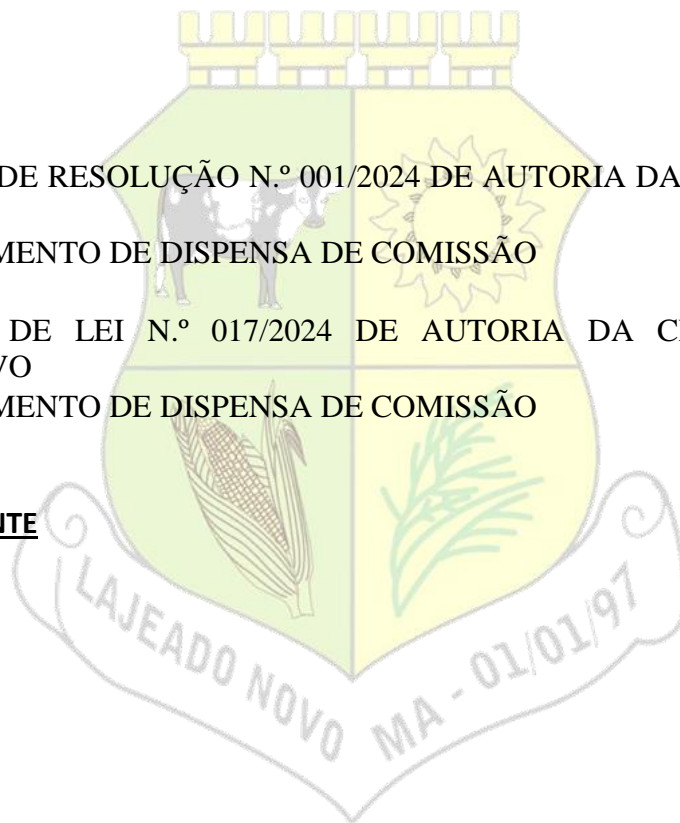 DE RESOLUÇÃO N.º 001/2024 DE AUTORIA DA
MENTO DE DISPENSA DE COMISSÃO
DE LEI N.º 017/2024 DE AUTORIA DA
VO
MENTO DE DISPENSA DE COMISSÃO
NTE
LAJEADO NOVO MA - 01/01/97